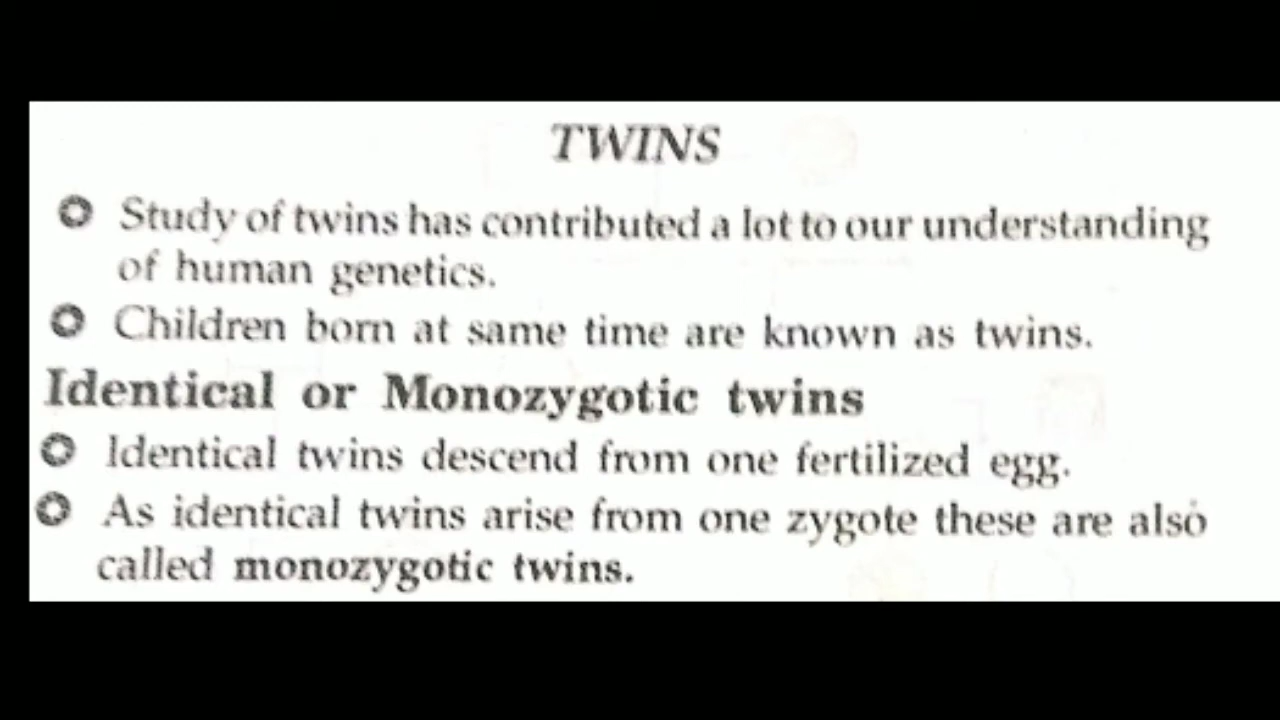 TWINS
✪ Study of twins has contributed a lot to our understanding
of human genetics.
✪ Children born at same time are known as twins.
Identical or Monozygotic twins
✪ Identical twins descend from one fertilized egg.
✪ As identical twins arise from one zygote these are also
called monozygotic twins.